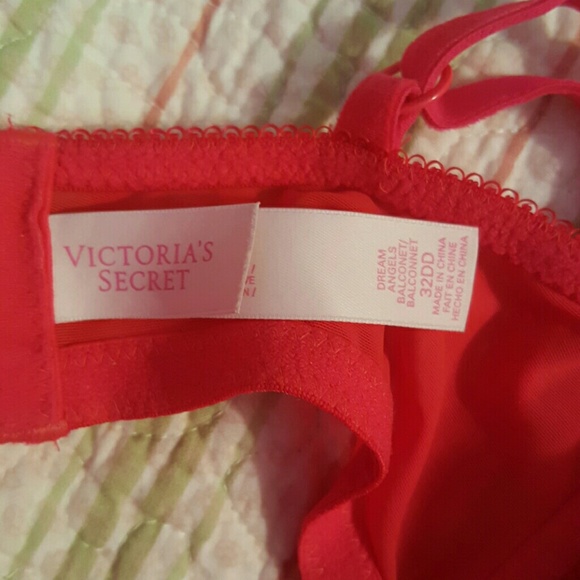 VICTORIA'S
SECRET
DREAM
ANGELS
BALCONET/
BALCONNET
32DD
MADE IN CHINA
FAIT EN CHINE
HECHO EN CHINA